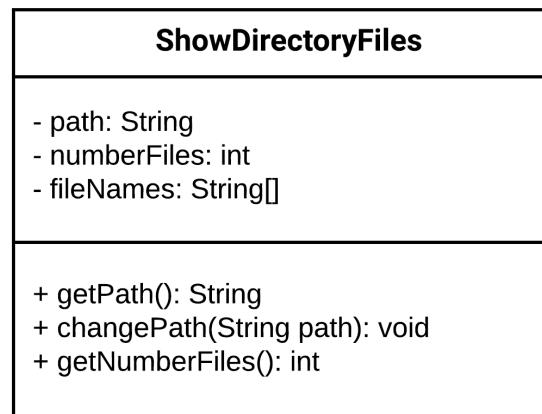 ShowDirectoryFiles
- path: String
- numberFiles: int
- fileNames: String[]
+ getPath(): String
+ changePath(String path): void
+ getNumberFiles(): int